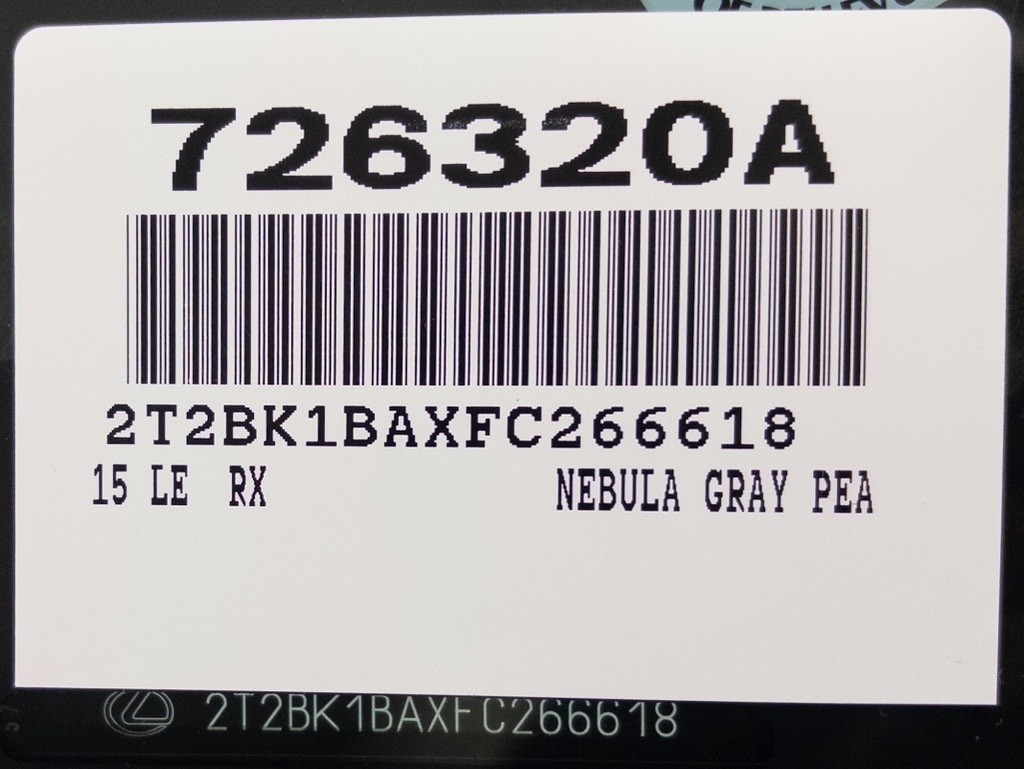 726320A
2T2BK1BAXFC266618
15 LE RX
NEBULA GRAY PEA
2T2BK1BAXFC266618